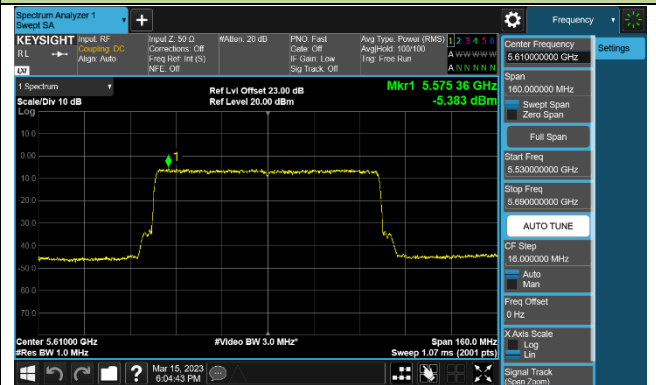 Spectrum Analyzer 1
Swept SA
+
Frequency
KEYSIGHT
RL
LXI
Input: RF
Coupling: DC
Align: Auto
Input Z: 50 Ω
Corrections: Off
Freq Ref: Int (S)
NFE: Off
#Atten: 20 dB
PNO: Fast
Gate: Off
IF Gain: Low
Sig Track: Off
Avg Type: Power (RMS)
Avg|Hold: 100/100
Trig: Free Run
1 2 3 4 5 6
A W W W W W
A N N N N N
1 Spectrum
Scale/Div 10 dB
Log
Ref Lvl Offset 23.00 dB
Ref Level 20.00 dBm
Mkr1 5.575 36 GHz
-5.383 dBm
10.0
0.00
-10.0
-20.0
-30.0
-40.0
-50.0
-60.0
-70.0
1
Center 5.61000 GHz
#Res BW 1.0 MHz
#Video BW 3.0 MHz*
Span 160.0 MHz
Sweep 1.07 ms (2001 pts)
?
Mar 15, 2023
6:04:43 PM
Center Frequency
5.610000000 GHz
Span
160.000000 MHz
Swept Span
Zero Span
Full Span
Start Freq
5.530000000 GHz
Stop Freq
5.690000000 GHz
AUTO TUNE
CF Step
16.000000 MHz
Auto
Man
Freq Offset
0 Hz
X Axis Scale
Log
Lin
Signal Track
(Span Zoom)
Settings